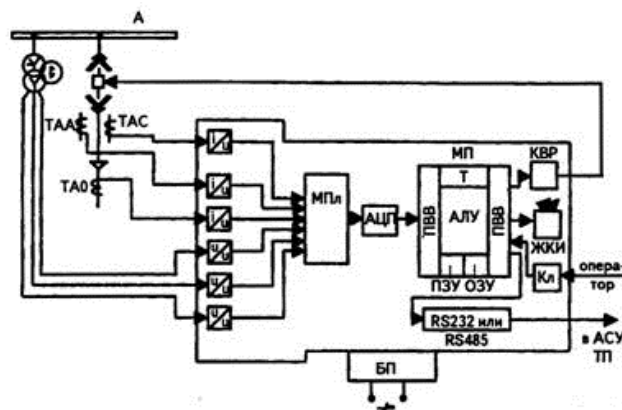 А
ТАА
ТАС
ТА0
i/u
i/u
i/u
u/u
u/u
u/u
МПл
АЦП
МП
ПВВ
Т
АЛУ
ПВВ
ПЗУ ОЗУ
КВР
ЖКИ
Кл
опера-
тор
RS232 или
RS485
в АСУ
ТП
БП